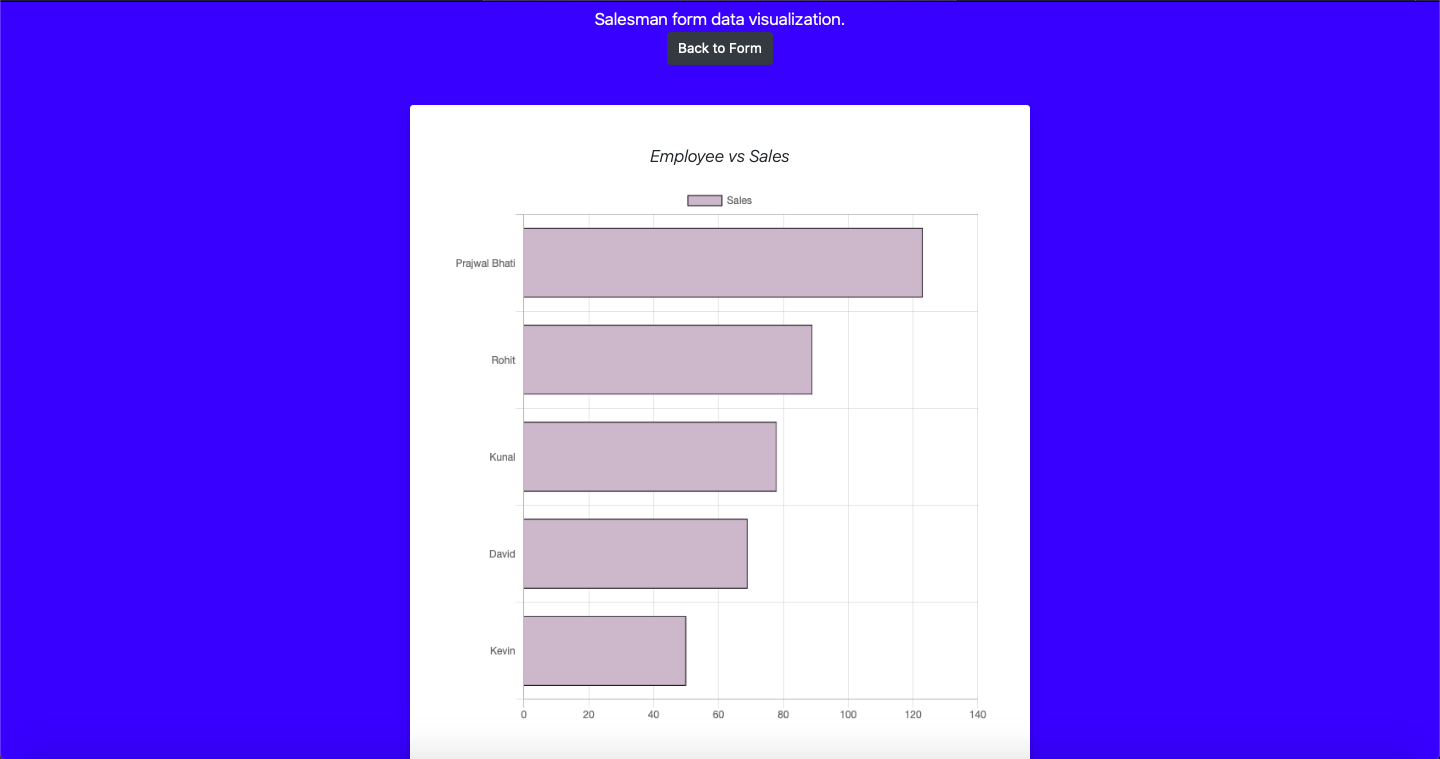 Salesman form data visualization.
Back to Form
Employee vs Sales
Sales
Prajwal Bhati
Rohit
Kunal
David
Kevin
0 20 40 60 80 100 120 140